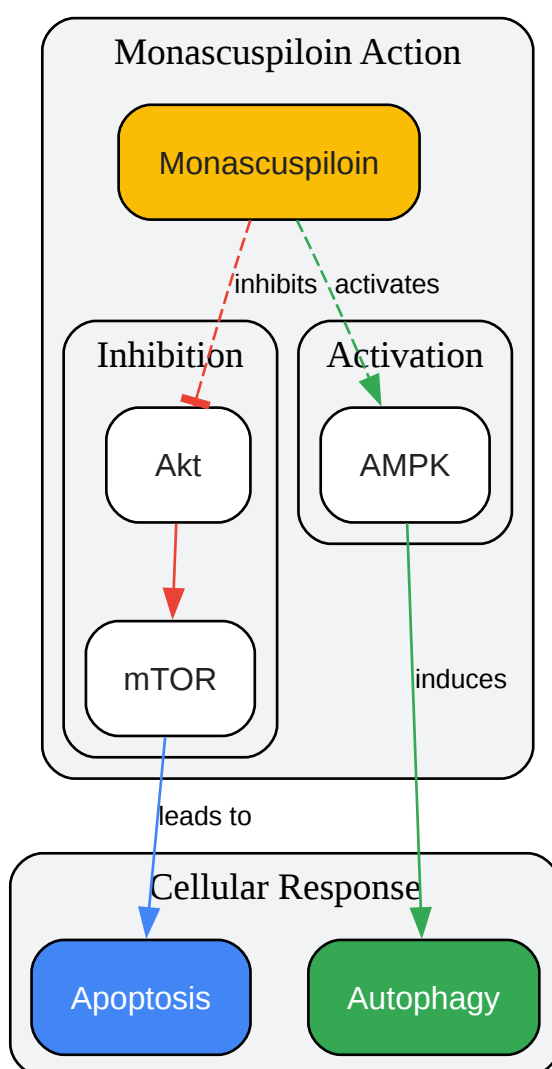 Monascuspiloin Action
Monascuspiloin
inhibits
activates
Inhibition
Activation
Akt
AMPK
mTOR
induces
leads to
Cellular Response
Apoptosis
Autophagy